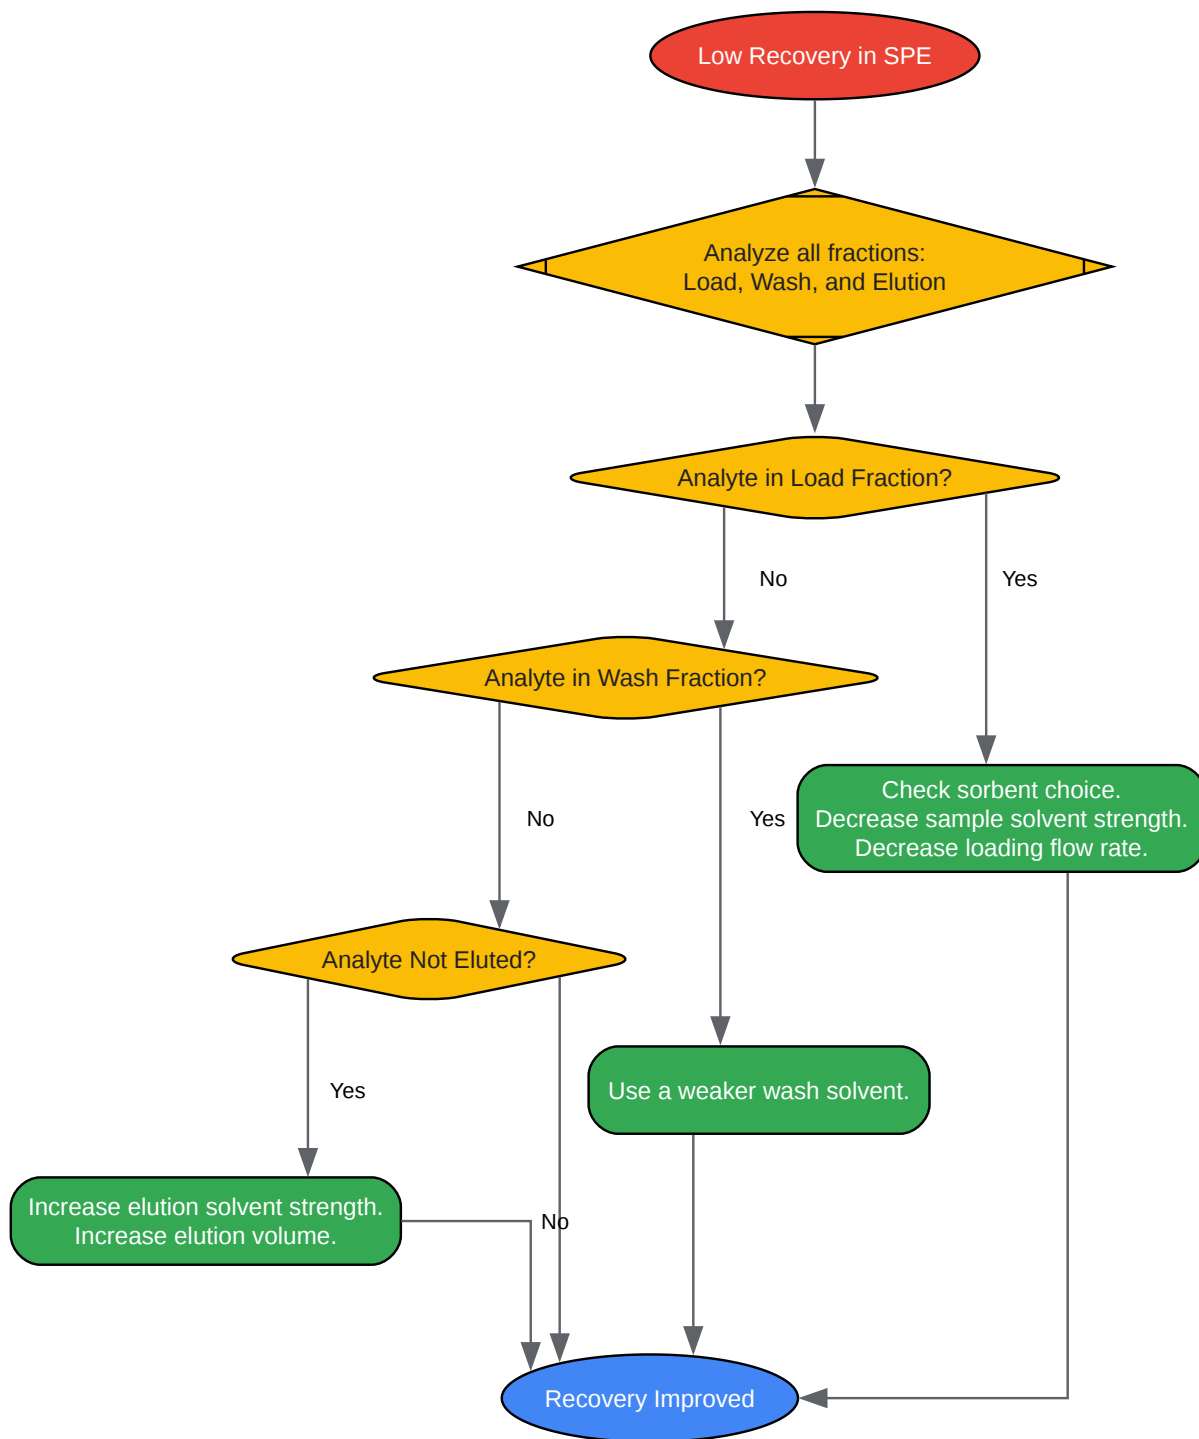 Low Recovery in SPE
Analyze all fractions:
Load, Wash, and Elution
Analyte in Load Fraction?
No
Yes
Analyte in Wash Fraction?
Check sorbent choice.
Decrease sample solvent strength.
Decrease loading flow rate.
No
Yes
Analyte Not Eluted?
Yes
Use a weaker wash solvent.
Increase elution solvent strength.
Increase elution volume.
No
Recovery Improved